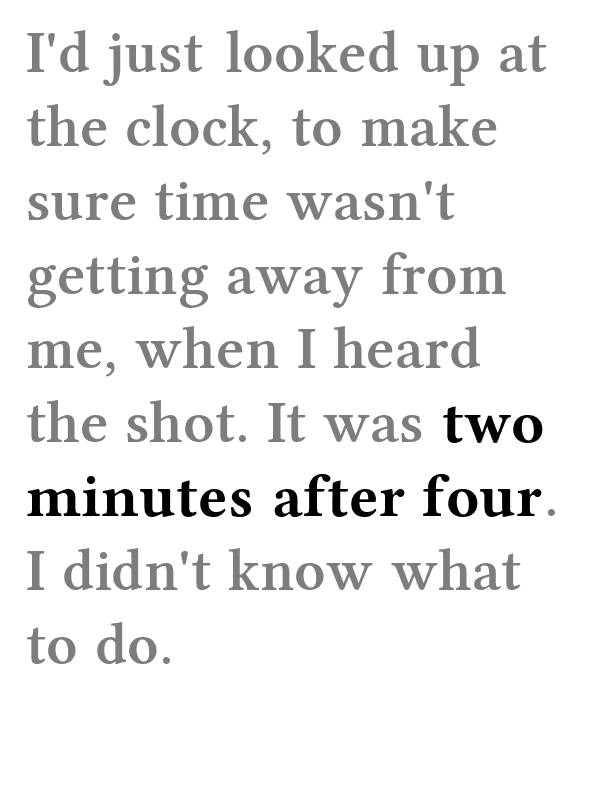 I'd just looked up at
the clock, to make
sure time wasn't
getting away from
me, when I heard
the shot. It was two
minutes after four.
I didn't know what
to do.